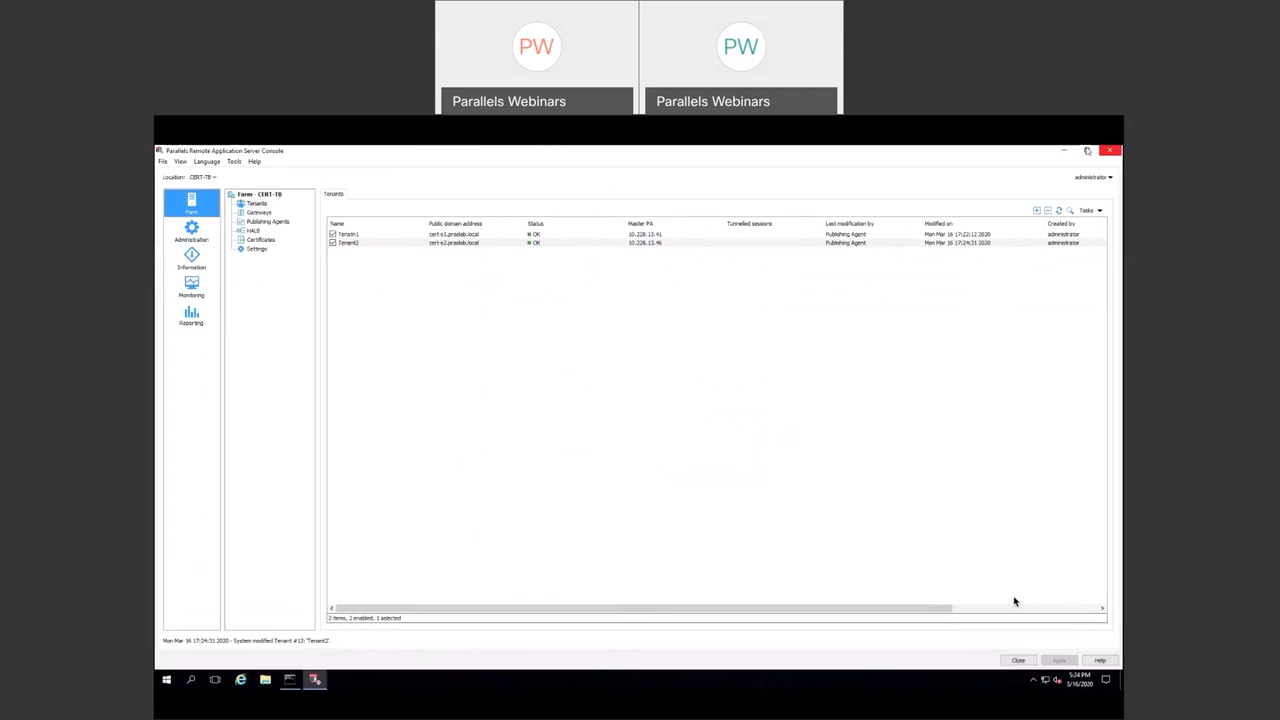 PW
PW
Parallels Webinars
Parallels Webinars
Parallels Remote Application Server Console
File View Language Tools Help
Location: CERT-TB
administrator
Farm
Administration
Information
Monitoring
Reporting
Farm - CERT-TB
Tenants
Gateways
Publishing Agents
HALB
Certificates
Settings
Tenants
Tasks
Name Public domain address Status Master PA Tunnelled sessions Last modification by Modified on Created by
Tenatn1 cert-s1.praslab.local OK 10.228.13.41 Publishing Agent Mon Mar 16 17:22:12 2020 administrator
Tenant2 cert-s2.praslab.local OK 10.228.13.46 Publishing Agent Mon Mar 16 17:24:31 2020 administrator
2 items, 2 enabled, 1 selected
Mon Mar 16 17:24:31 2020 - System modified Tenant #12: 'Tenant2'.
Close Apply Help
5:24 PM
3/16/2020